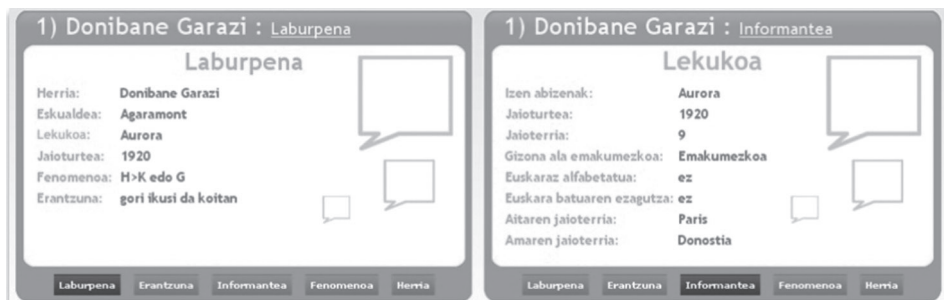 1) Donibane Garazi : Laburpena
Laburpena
Herria: Donibane Garazi
Eskualdea: Agaramont
Lekukoa: Aurora
Jaioturtea: 1920
Fenomenoa: H>K edo G
Erantzuna: gori ikusi da koitan
Laburpena Erantzuna Informantea Fenomenoa Herria
1) Donibane Garazi : Informantea
Lekukoa
Izen abizenak: Aurora
Jaioturtea: 1920
Jaioterria: 9
Gizona ala emakumezkoa: Emakumezkoa
Euskaraz alfabetatua: ez
Euskara batuaren ezagutza: ez
Aitaren jaioterria: Paris
Amaren jaioterria: Donostia
Laburpena Erantzuna Informantea Fenomenoa Herria